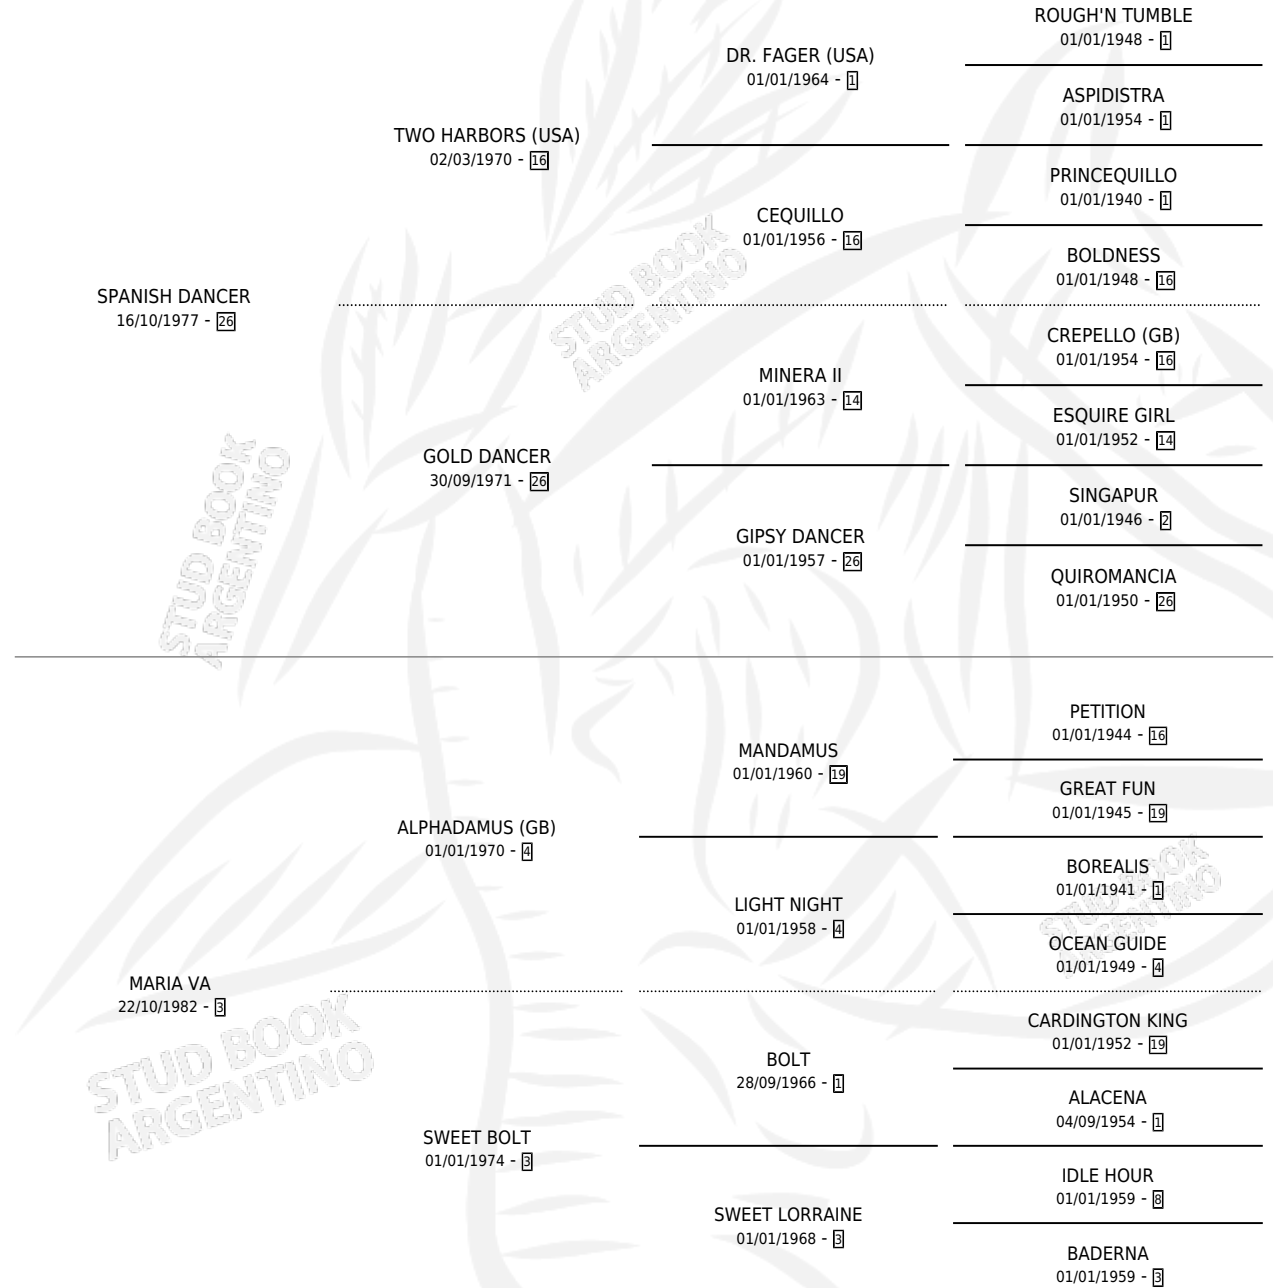 ROUGH'N TUMBLE
01/01/1948 - 1
DR. FAGER (USA)
01/01/1964 - 1
ASPIDISTRA
01/01/1954 - 1
TWO HARBORS (USA)
02/03/1970 - 16
PRINCEQUILLO
01/01/1940 - 1
CEQUILLO
01/01/1956 - 16
BOLDNESS
01/01/1948 - 16
SPANISH DANCER
16/10/1977 - 26
CREPELLO (GB)
01/01/1954 - 16
MINERA II
01/01/1963 - 14
ESQUIRE GIRL
01/01/1952 - 14
GOLD DANCER
30/09/1971 - 26
SINGAPUR
01/01/1946 - 2
GIPSY DANCER
01/01/1957 - 26
QUIROMANCIA
01/01/1950 - 26
STUD BOOK
ARGENTINO
STUD BOOK
ARGENTINO
PETITION
01/01/1944 - 16
MANDAMUS
01/01/1960 - 19
GREAT FUN
01/01/1945 - 19
ALPHADAMUS (GB)
01/01/1970 - 4
BOREALIS
01/01/1941 - 1
LIGHT NIGHT
01/01/1958 - 4
OCEAN GUIDE
01/01/1949 - 4
STUD BOOK
ARGENTINO
MARIA VA
22/10/1982 - 3
CARDINGTON KING
01/01/1952 - 19
BOLT
28/09/1966 - 1
ALACENA
04/09/1954 - 1
SWEET BOLT
01/01/1974 - 3
IDLE HOUR
01/01/1959 - 8
SWEET LORRAINE
01/01/1968 - 3
BADERNA
01/01/1959 - 3
STUD BOOK
ARGENTINO